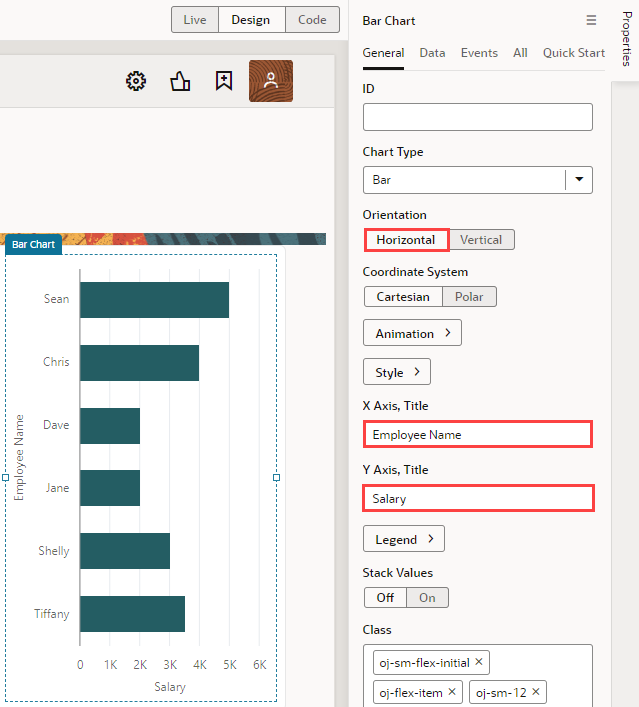 Live Design Code
Bar Chart
Properties
General Data Events All Quick Start
ID
Chart Type
Bar
Orientation
Horizontal Vertical
Coordinate System
Cartesian Polar
Animation >
Style >
X Axis, Title
Employee Name
Y Axis, Title
Salary
Legend >
Stack Values
Off On
Class
oj-sm-flex-initial ×
oj-flex-item × oj-sm-12 ×
Bar Chart
Employee Name
Sean
Chris
Dave
Jane
Shelly
Tiffany
0 1K 2K 3K 4K 5K 6K
Salary